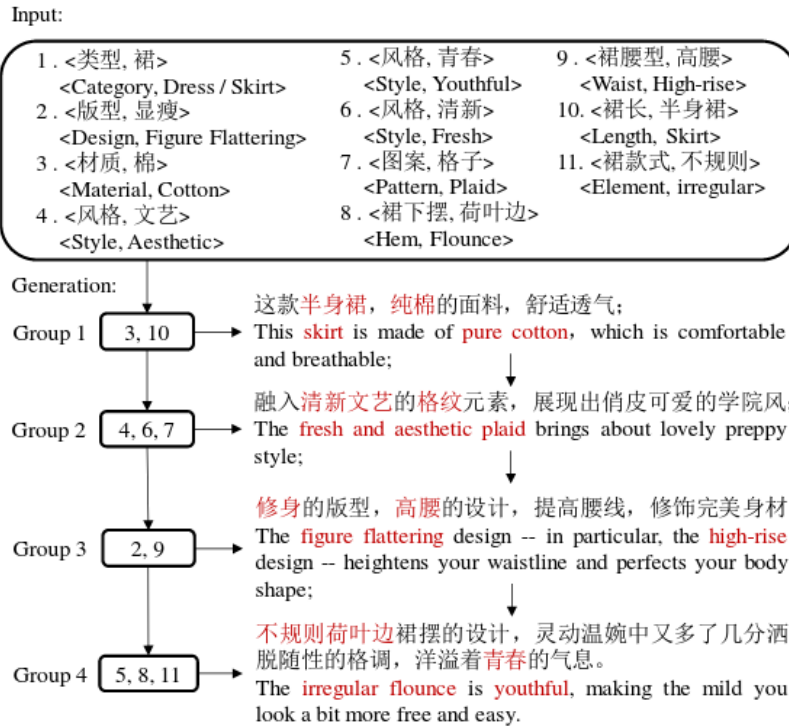 Input:
1 . <类型, 裙>
<Category, Dress / Skirt>
2 . <版型, 显瘦>
<Design, Figure Flattering>
3 . <材质, 棉>
<Material, Cotton>
4 . <风格, 文艺>
<Style, Aesthetic>
5 . <风格, 青春>
<Style, Youthful>
6 . <风格, 清新>
<Style, Fresh>
7 . <图案, 格子>
<Pattern, Plaid>
8 . <裙下摆, 荷叶边>
<Hem, Flounce>
9 . <裙腰型, 高腰>
<Waist, High-rise>
10. <裙长, 半身裙>
<Length, Skirt>
11. <裙款式, 不规则>
<Element, irregular>
Generation:
Group 1
3, 10
这款半身裙，纯棉的面料，舒适透气；
This skirt is made of pure cotton, which is comfortable
and breathable;
Group 2
4, 6, 7
融入清新文艺的格纹元素，展现出俏皮可爱的学院风
The fresh and aesthetic plaid brings about lovely preppy
style;
Group 3
2, 9
修身的版型，高腰的设计，提高腰线，修饰完美身材
The figure flattering design -- in particular, the high-rise
design -- heightens your waistline and perfects your body
shape;
Group 4
5, 8, 11
不规则荷叶边裙摆的设计，灵动温婉中又多了几分洒
脱随性的格调，洋溢着青春的气息。
The irregular flounce is youthful, making the mild you
look a bit more free and easy.